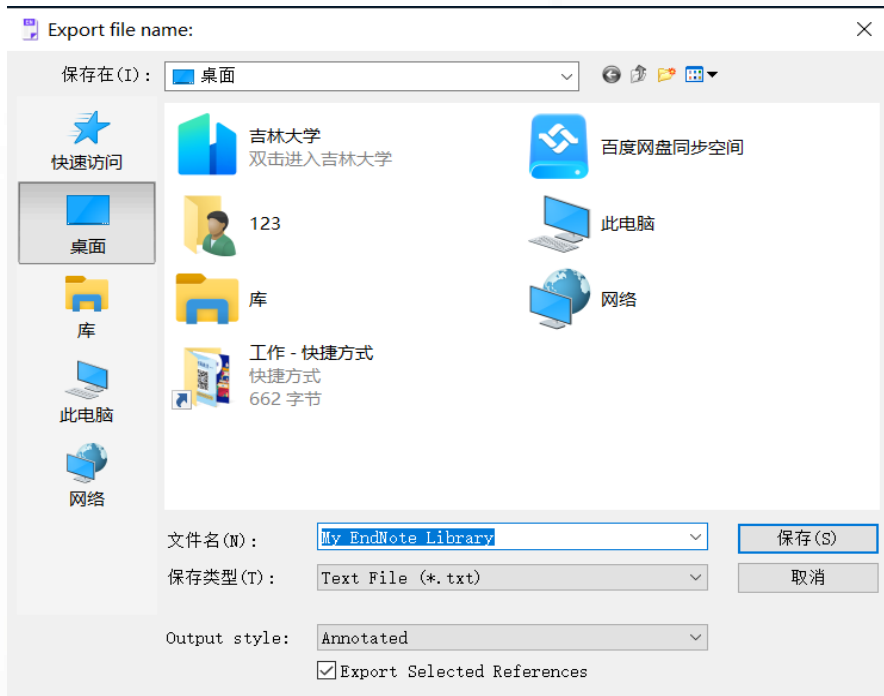 Export file name:
保存在(I):
桌面
快速访问
桌面
库
此电脑
网络
吉林大学
双击进入吉林大学
百度网盘同步空间
123
此电脑
库
网络
工作 - 快捷方式
快捷方式
662 字节
文件名(N):
My EndNote Library
保存(S)
保存类型(T):
Text File (*.txt)
取消
Output style:
Annotated
Export Selected References